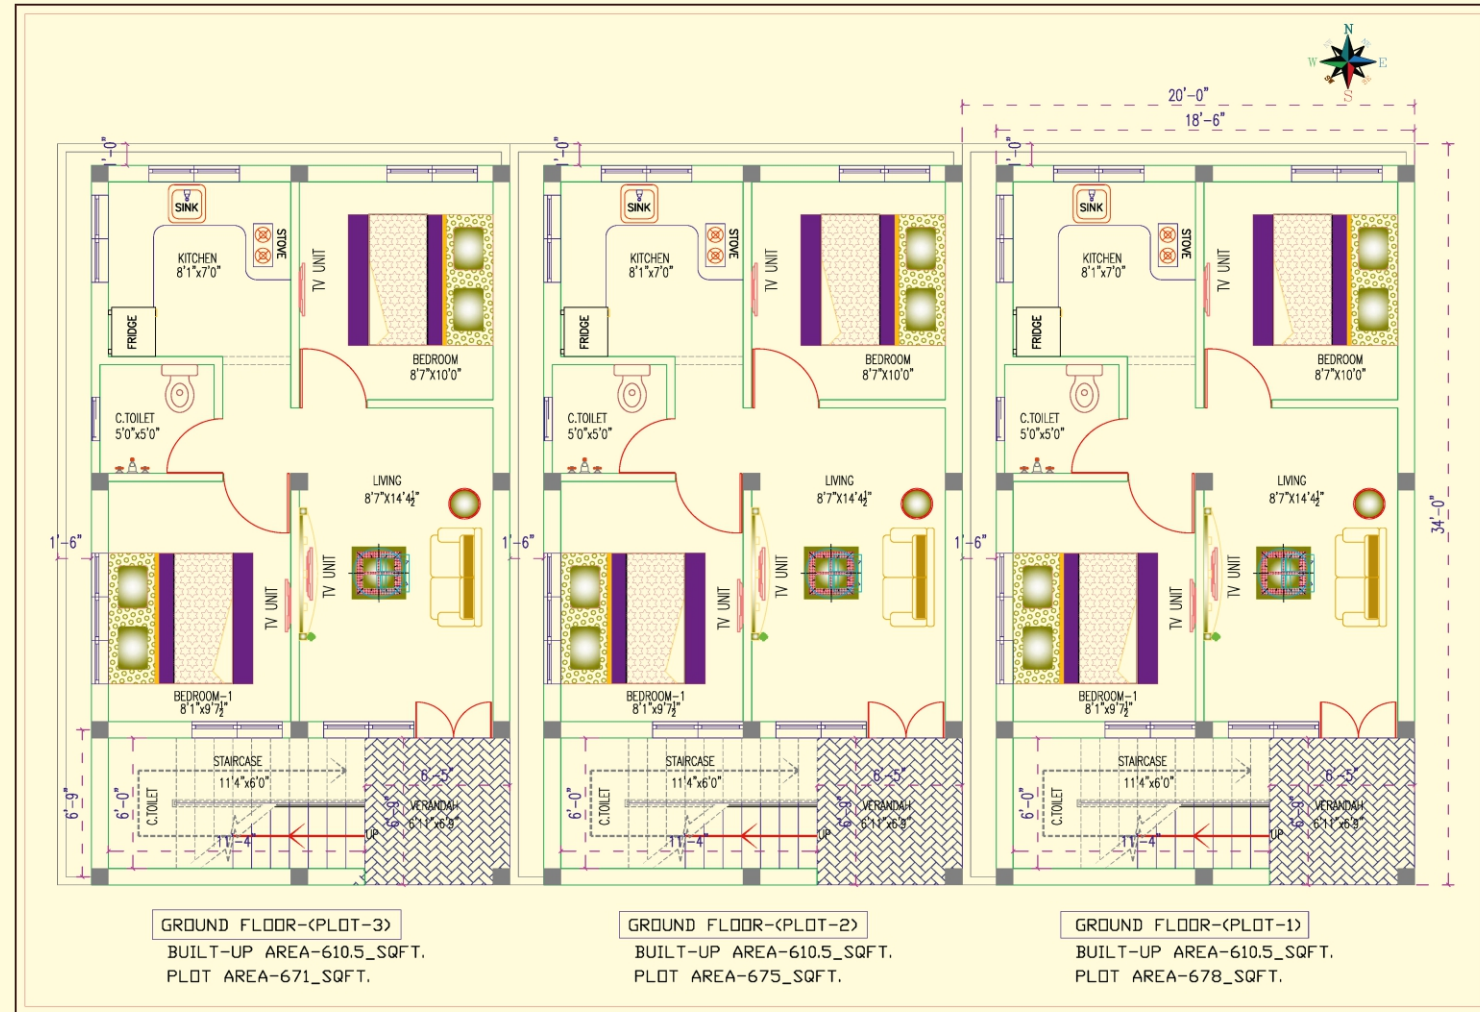 N
W
E
S
20'-0"
18'-6"
1'-0"
1'-0"
1'-0"
SINK
STOVE
KITCHEN
8'1"x7'0"
TV UNIT
FRIDGE
BEDROOM
8'7"X10'0"
C.TOILET
5'0"x5'0"
LIVING
8'7"X14'4½"
1'-6"
TV UNIT
TV UNIT
BEDROOM-1
8'1"x9'7½"
STAIRCASE
11'4"x6'0"
C.TOILET
6'-9"
6'-0"
6'-5"
6'-9"
VERANDAH
6'11"x6'9"
UP
11'-4"
SINK
STOVE
KITCHEN
8'1"x7'0"
TV UNIT
FRIDGE
BEDROOM
8'7"X10'0"
C.TOILET
5'0"x5'0"
LIVING
8'7"X14'4½"
1'-6"
TV UNIT
TV UNIT
BEDROOM-1
8'1"x9'7½"
STAIRCASE
11'4"x6'0"
C.TOILET
6'-0"
6'-5"
6'-9"
VERANDAH
6'11"x6'9"
UP
11'-4"
SINK
STOVE
KITCHEN
8'1"x7'0"
TV UNIT
FRIDGE
BEDROOM
8'7"X10'0"
C.TOILET
5'0"x5'0"
LIVING
8'7"X14'4½"
1'-6"
34'-0"
TV UNIT
TV UNIT
BEDROOM-1
8'1"x9'7½"
STAIRCASE
11'4"x6'0"
C.TOILET
6'-0"
6'-5"
6'-9"
VERANDAH
6'11"x6'9"
UP
11'-4"
GROUND FLOOR-(PLOT-3)
BUILT-UP AREA-610.5_SQFT.
PLOT AREA-671_SQFT.
GROUND FLOOR-(PLOT-2)
BUILT-UP AREA-610.5_SQFT.
PLOT AREA-675_SQFT.
GROUND FLOOR-(PLOT-1)
BUILT-UP AREA-610.5_SQFT.
PLOT AREA-678_SQFT.